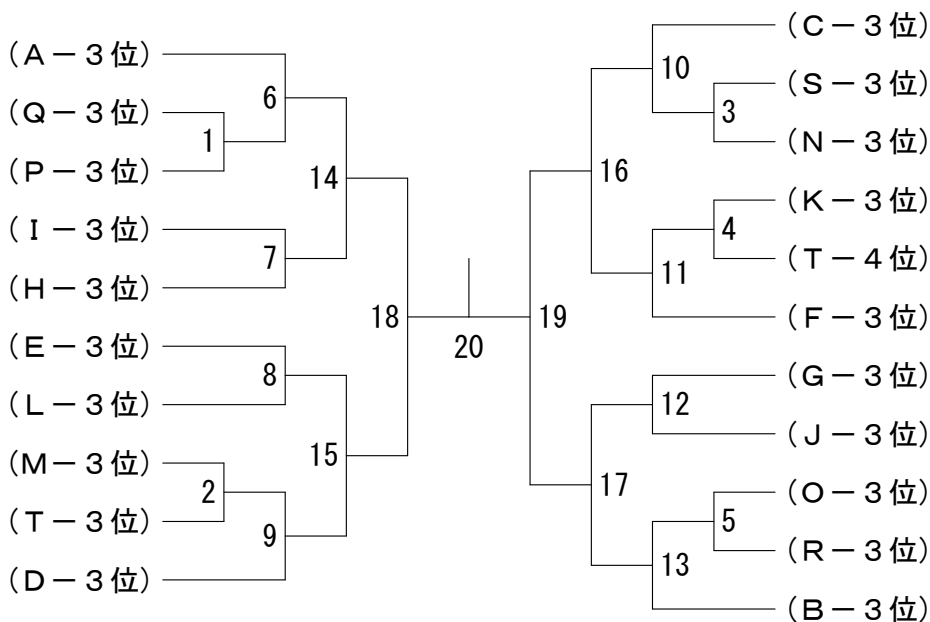 (A－3位)
(Q－3位)
(P－3位)
(I－3位)
(H－3位)
(E－3位)
(L－3位)
(M－3位)
(T－3位)
(D－3位)
1
2
6
7
8
9
14
15
18
20
19
16
17
10
11
12
13
3
4
5
(C－3位)
(S－3位)
(N－3位)
(K－3位)
(T－4位)
(F－3位)
(G－3位)
(J－3位)
(O－3位)
(R－3位)
(B－3位)